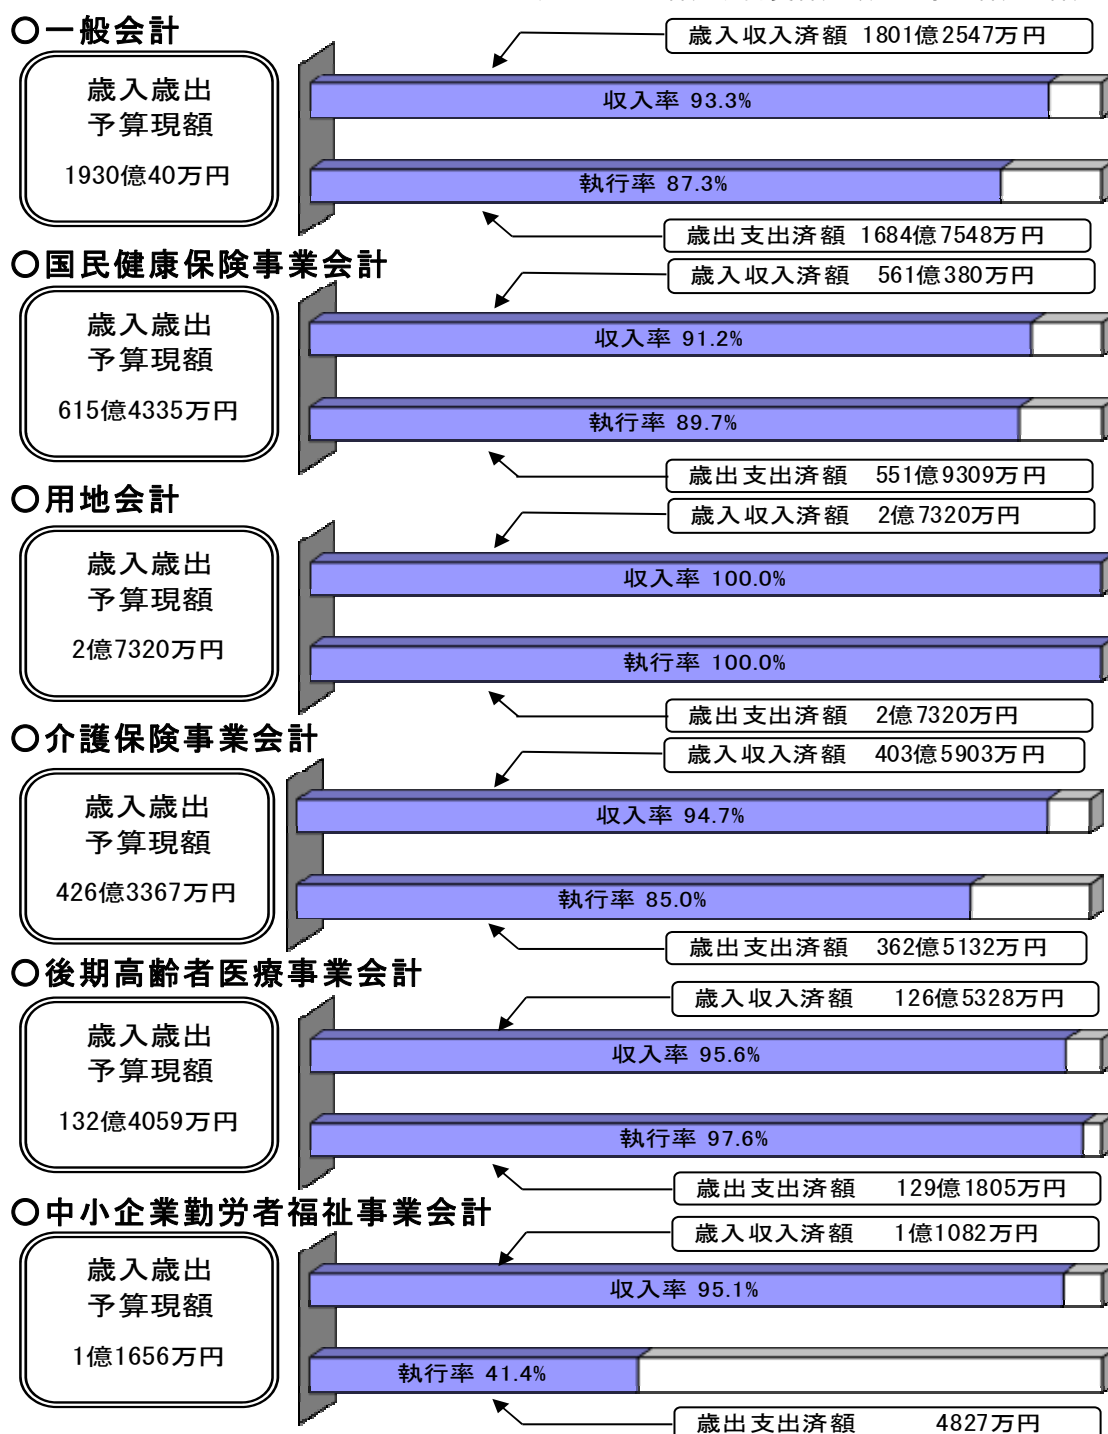 ○一般会計
歳入収入済額 1801億2547万円
歳入歳出
予算現額
1930億40万円
収入率 93.3%
執行率 87.3%
歳出支出済額 1684億7548万円
○国民健康保険事業会計
歳入収入済額 561億380万円
歳入歳出
予算現額
615億4335万円
収入率 91.2%
執行率 89.7%
歳出支出済額 551億9309万円
○用地会計
歳入収入済額 2億7320万円
歳入歳出
予算現額
2億7320万円
収入率 100.0%
執行率 100.0%
歳出支出済額 2億7320万円
○介護保険事業会計
歳入収入済額 403億5903万円
歳入歳出
予算現額
426億3367万円
収入率 94.7%
執行率 85.0%
歳出支出済額 362億5132万円
○後期高齢者医療事業会計
歳入収入済額 126億5328万円
歳入歳出
予算現額
132億4059万円
収入率 95.6%
執行率 97.6%
歳出支出済額 129億1805万円
○中小企業勤労者福祉事業会計
歳入収入済額 1億1082万円
歳入歳出
予算現額
1億1656万円
収入率 95.1%
執行率 41.4%
歳出支出済額 4827万円